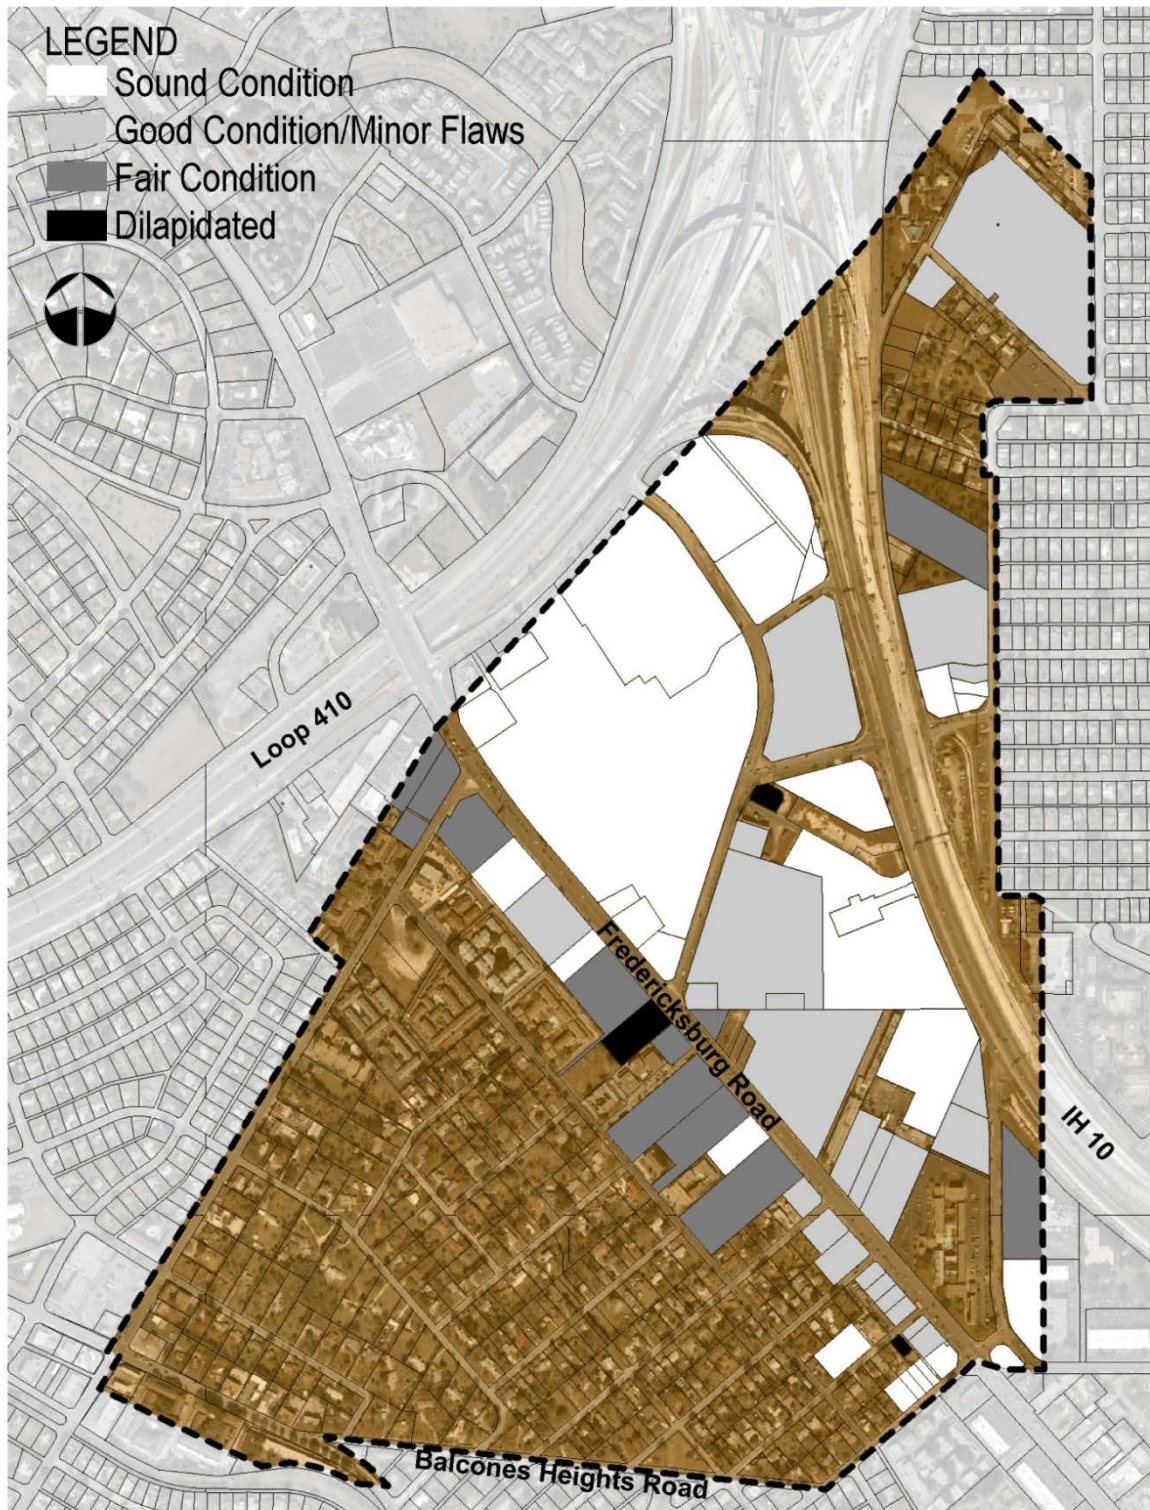 LEGEND
Sound Condition
Good Condition/Minor Flaws
Fair Condition
Dilapidated
Loop 410
Fredericksburg Road
IH 10
Balcones Heights Road